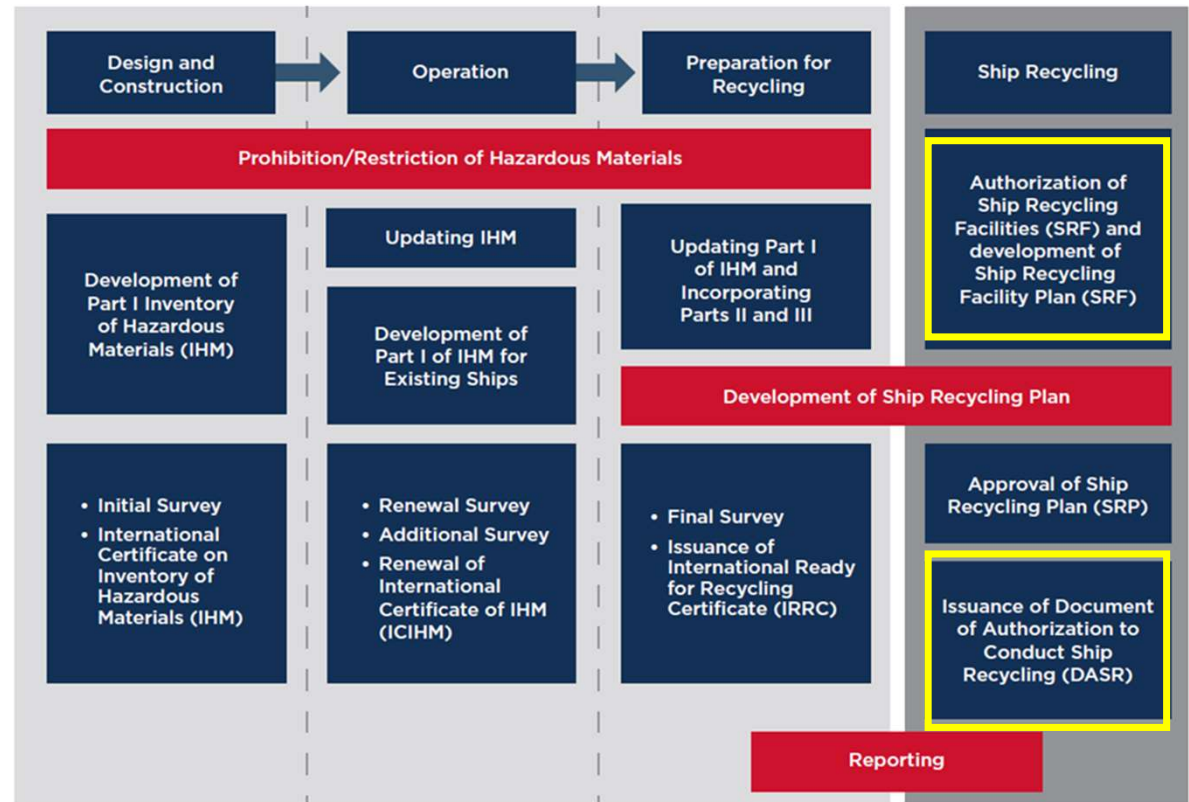 Design and
Construction
Operation
Preparation for
Recycling
Ship Recycling
Prohibition/Restriction of Hazardous Materials
Development of
Part I Inventory
of Hazardous
Materials (IHM)
Updating IHM
Development of
Part I of IHM for
Existing Ships
Updating Part I
of IHM and
Incorporating
Parts II and III
Authorization of
Ship Recycling
Facilities (SRF) and
development of
Ship Recycling
Facility Plan (SRF)
Development of Ship Recycling Plan
• Initial Survey
• International
Certificate on
Inventory of
Hazardous
Materials (IHM)
• Renewal Survey
• Additional Survey
• Renewal of
International
Certificate of IHM
(ICIHM)
• Final Survey
• Issuance of
International Ready
for Recycling
Certificate (IRRC)
Approval of Ship
Recycling Plan (SRP)
Issuance of Document
of Authorization to
Conduct Ship
Recycling (DASR)
Reporting